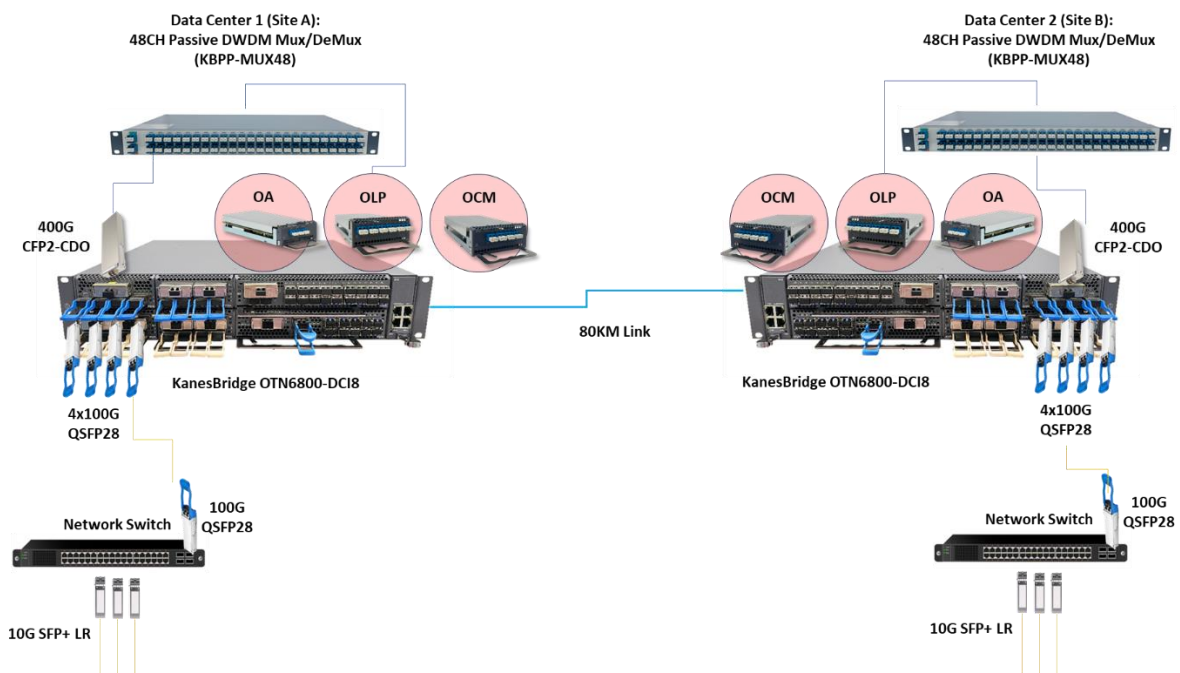 Data Center 1 (Site A):
48CH Passive DWDM Mux/DeMux
(KBPP-MUX48)
Data Center 2 (Site B):
48CH Passive DWDM Mux/DeMux
(KBPP-MUX48)
OA
OLP
OCM
OCM
OLP
OA
400G
CFP2-CDO
400G
CFP2-CDO
80KM Link
KanesBridge OTN6800-DCI8
KanesBridge OTN6800-DCI8
4x100G
QSFP28
4x100G
QSFP28
100G
QSFP28
Network Switch
100G
QSFP28
Network Switch
10G SFP+ LR
10G SFP+ LR